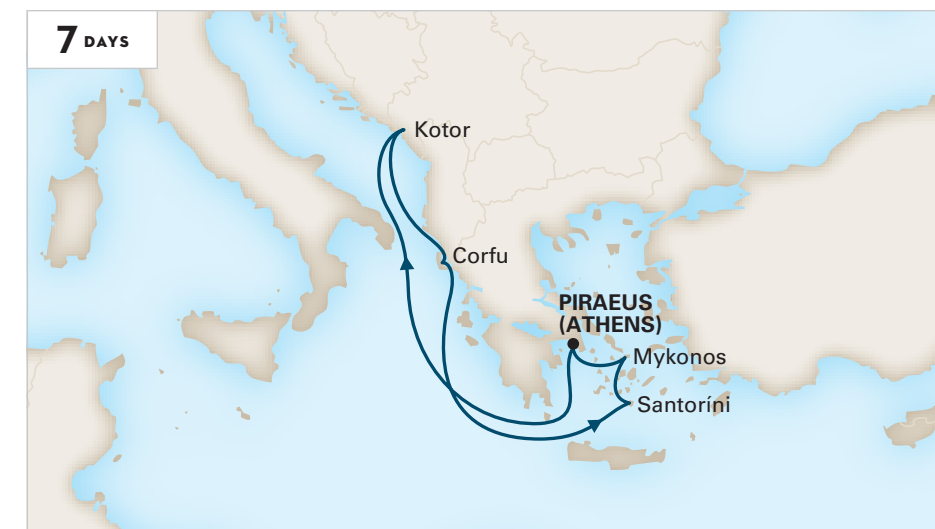 7 DAYS
Kotor
Corfu
PIRAEUS
(ATHENS)
Mykonos
Santoríni